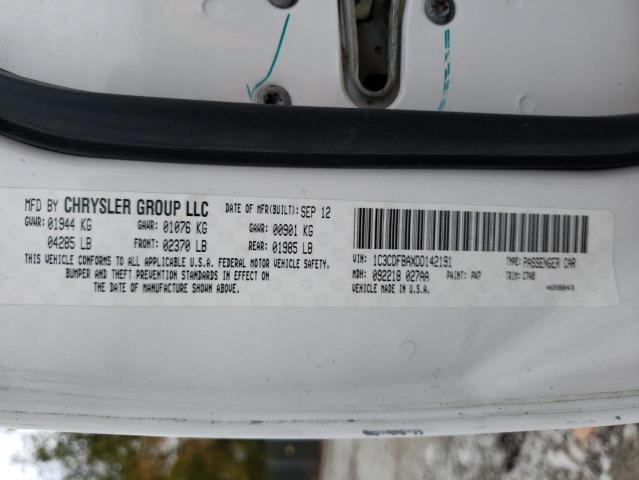 MFD BY CHRYSLER GROUP LLC DATE OF MFR(BUILT): SEP 12
GVWR: 01944 KG GAWR: 01076 KG GAWR: 00901 KG
04285 LB FRONT: 02370 LB REAR: 01985 LB
THIS VEHICLE CONFORMS TO ALL APPLICABLE FEDERAL MOTOR VEHICLE SAFETY,
BUMPER AND THEFT PREVENTION STANDARDS IN EFFECT ON
THE DATE OF MANUFACTURE SHOWN ABOVE.
VIN: 1C3CDFBAXDD142191 TYPE: PASSENGER CAR
MDH: 092218 027AA PAINT: PW7 TRIM: C7A8
VEHICLE MADE IN U.S.A. 4658843